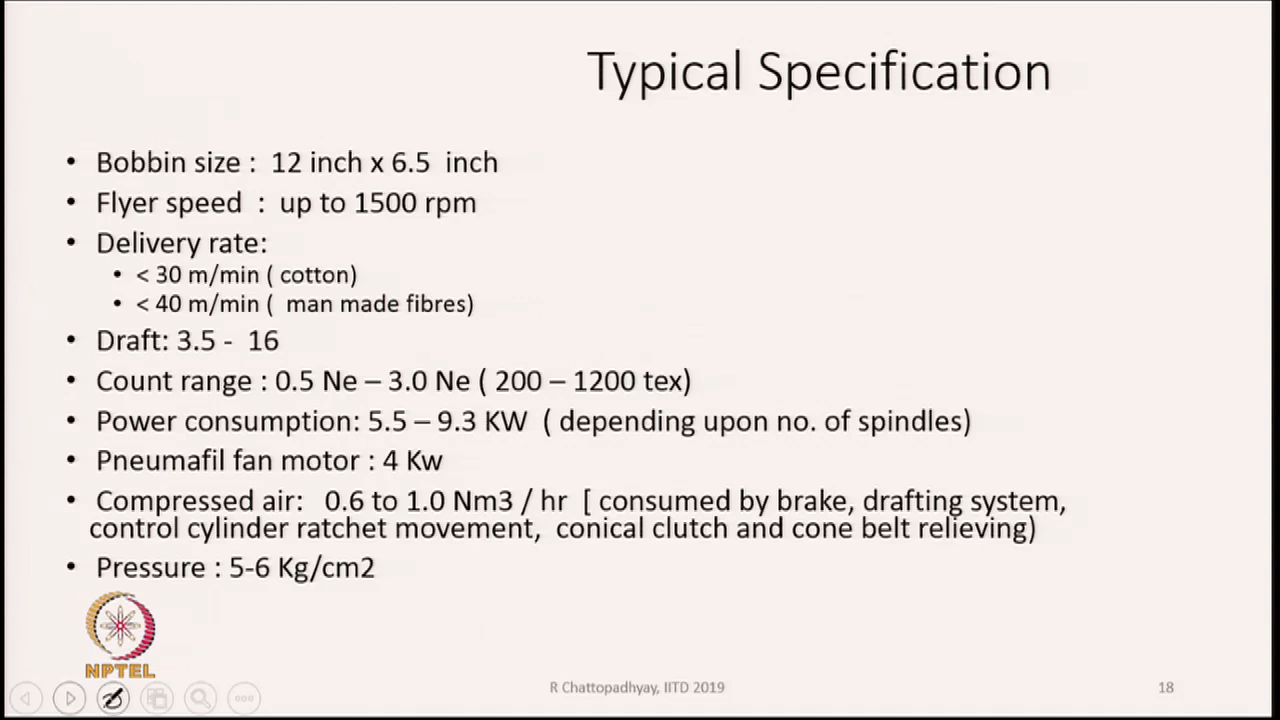 Typical Specification
• Bobbin size : 12 inch x 6.5 inch
• Flyer speed : up to 1500 rpm
• Delivery rate:
• < 30 m/min ( cotton)
• < 40 m/min ( man made fibres)
• Draft: 3.5 - 16
• Count range : 0.5 Ne – 3.0 Ne ( 200 – 1200 tex)
• Power consumption: 5.5 – 9.3 KW ( depending upon no. of spindles)
• Pneumafil fan motor : 4 Kw
• Compressed air: 0.6 to 1.0 Nm3 / hr [ consumed by brake, drafting system,
control cylinder ratchet movement, conical clutch and cone belt relieving)
• Pressure : 5-6 Kg/cm2
NPTEL
R Chattopadhyay, IITD 2019
18